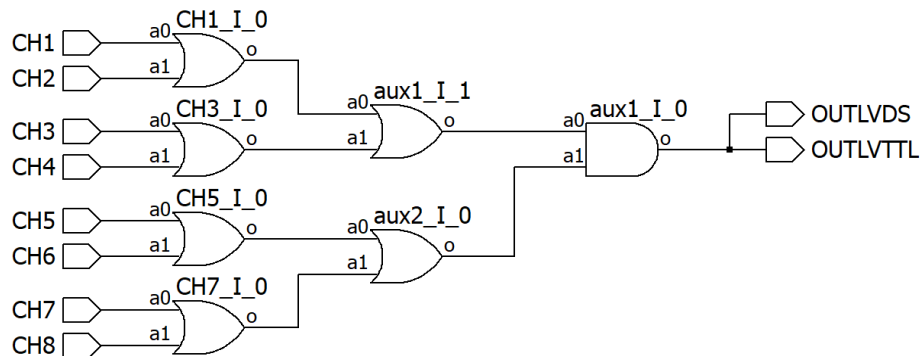 CH1_I_0
a0
CH1
o
a1
CH2
aux1_I_1
a0
aux1_I_0
o
OUTLVDS
CH3_I_0
a0
CH3
o
a1
a0
o
OUTLVTTL
a1
CH4
a1
CH5_I_0
a0
CH5
o
a1
CH6
aux2_I_0
a0
o
a1
CH7_I_0
a0
CH7
o
a1
CH8